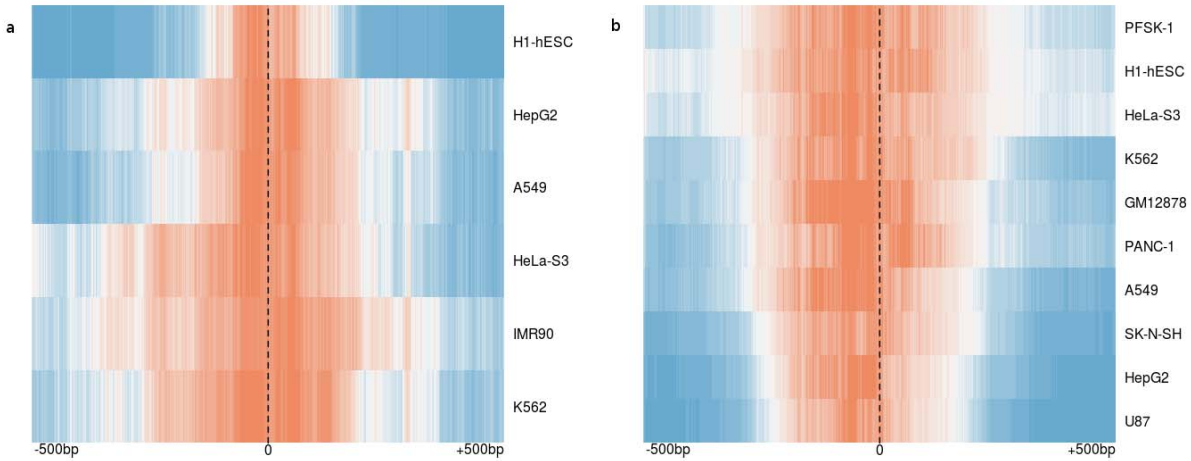 a
H1-hESC
HepG2
A549
HeLa-S3
IMR90
K562
-500bp 0 +500bp
b
PFSK-1
H1-hESC
HeLa-S3
K562
GM12878
PANC-1
A549
SK-N-SH
HepG2
U87
-500bp 0 +500bp